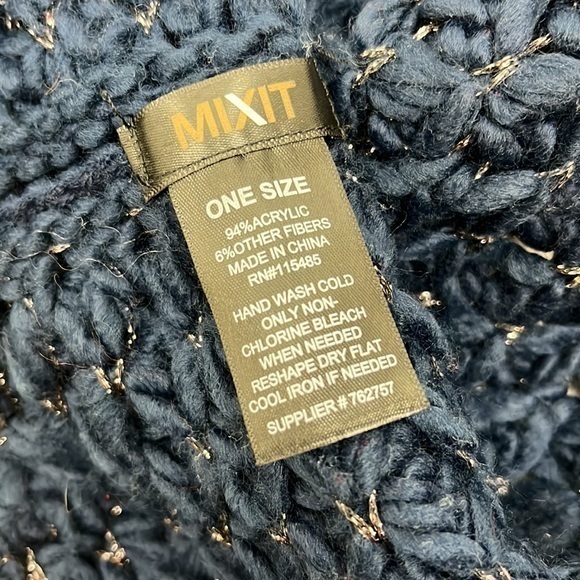 MIXIT
ONE SIZE
94%ACRYLIC
6%OTHER FIBERS
MADE IN CHINA
RN#115485
HAND WASH COLD
ONLY NON-
CHLORINE BLEACH
WHEN NEEDED
RESHAPE DRY FLAT
COOL IRON IF NEEDED
SUPPLIER # 762757